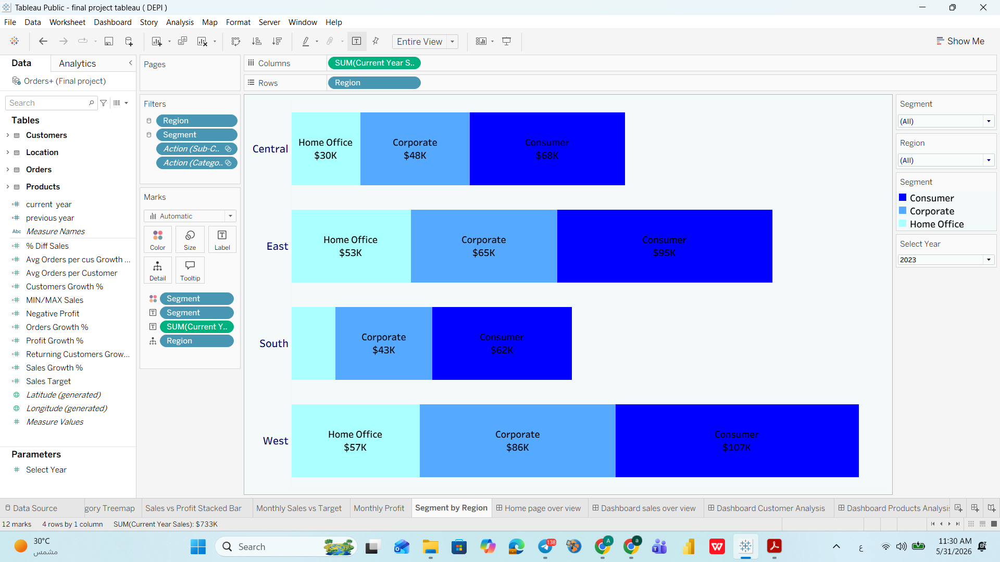 Tableau Public - final project tableau ( DEPI )
File Data Worksheet Dashboard Story Analysis Map Format Server Window Help
Entire View
Show Me
Data Analytics
Orders+ (Final project)
Search
Tables
Customers
Location
Orders
Products
current year
previous year
Abc Measure Names
% Diff Sales
Avg Orders per cus Growth ...
Avg Orders per Customer
Customers Growth %
MIN/MAX Sales
Negative Profit
Orders Growth %
Profit Growth %
Returning Customers Grow...
Sales Growth %
Sales Target
Latitude (generated)
Longitude (generated)
Measure Values
Parameters
Select Year
Pages
Filters
Region
Segment
Action (Sub-C..
Action (Catego..
Marks
Automatic
Color Size Label
Detail Tooltip
Segment
Segment
SUM(Current Y..
Region
Columns SUM(Current Year S..
Rows Region
Central
Home Office
$30K
Corporate
$48K
Consumer
$68K
East
Home Office
$53K
Corporate
$65K
Consumer
$95K
South
Corporate
$43K
Consumer
$62K
West
Home Office
$57K
Corporate
$86K
Consumer
$107K
Segment
(All)
Region
(All)
Segment
Consumer
Corporate
Home Office
Select Year
2023
Data Source gory Treemap Sales vs Profit Stacked Bar Monthly Sales vs Target Monthly Profit Segment by Region Home page over view Dashboard sales over view Dashboard Customer Analysis Dashboard Products Analysis
12 marks 4 rows by 1 column SUM(Current Year Sales): $733K
30°C
مشمس
Search
138
A
a
T
W
ع
11:30 AM
5/31/2026